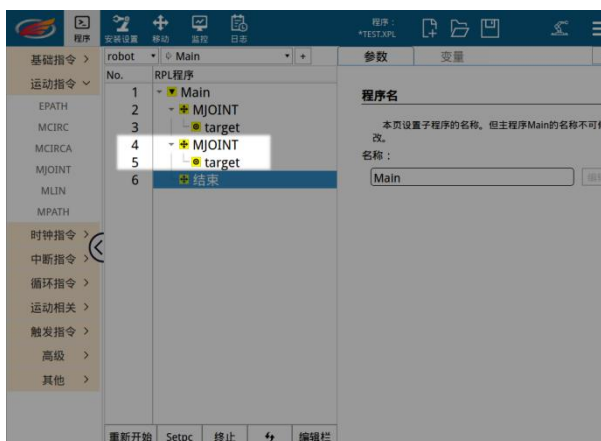 程序
安装设置
移动
监控
日志
程序：
*TEST.XPL
基础指令
运动指令
EPATH
MCIRC
MCIRCA
MJOINT
MLIN
MPATH
时钟指令
中断指令
循环指令
运动相关
触发指令
高级
其他
robot Main +
No. RPL程序
1 Main
2 MJOINT
3 target
4 MJOINT
5 target
6 结束
重新开始 Setpc 终止 编辑栏
参数 变量
程序名
本页设置子程序的名称。但主程序Main的名称不可
改。
名称：
Main